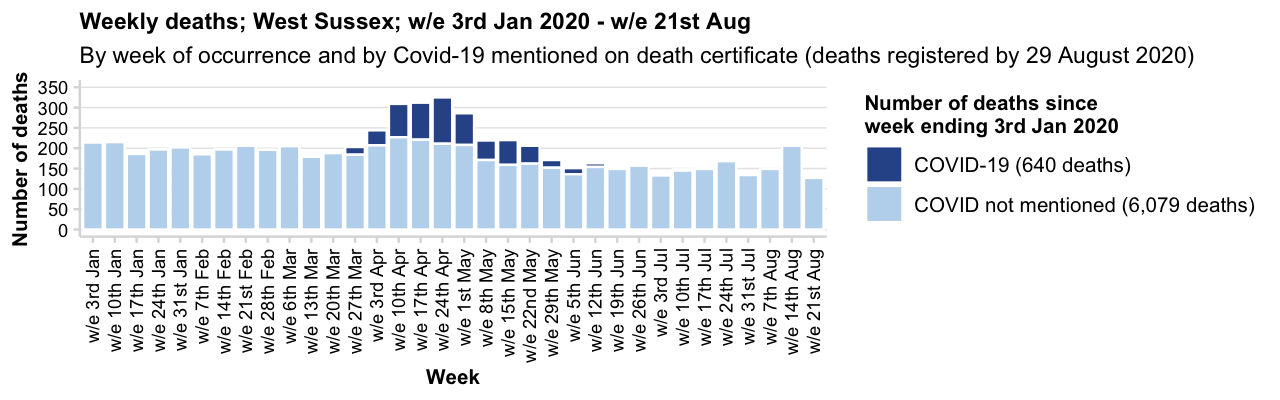 Weekly deaths; West Sussex; w/e 3rd Jan 2020 - w/e 21st Aug
By week of occurrence and by Covid-19 mentioned on death certificate (deaths registered by 29 August 2020)
Number of deaths
350
300
250
200
150
100
50
0
w/e 3rd Jan
w/e 10th Jan
w/e 17th Jan
w/e 24th Jan
w/e 31st Jan
w/e 7th Feb
w/e 14th Feb
w/e 21st Feb
w/e 28th Feb
w/e 6th Mar
w/e 13th Mar
w/e 20th Mar
w/e 27th Mar
w/e 3rd Apr
w/e 10th Apr
w/e 17th Apr
w/e 24th Apr
w/e 1st May
w/e 8th May
w/e 15th May
w/e 22nd May
w/e 29th May
w/e 5th Jun
w/e 12th Jun
w/e 19th Jun
w/e 26th Jun
w/e 3rd Jul
w/e 10th Jul
w/e 17th Jul
w/e 24th Jul
w/e 31st Jul
w/e 7th Aug
w/e 14th Aug
w/e 21st Aug
Week
Number of deaths since
week ending 3rd Jan 2020
COVID-19 (640 deaths)
COVID not mentioned (6,079 deaths)